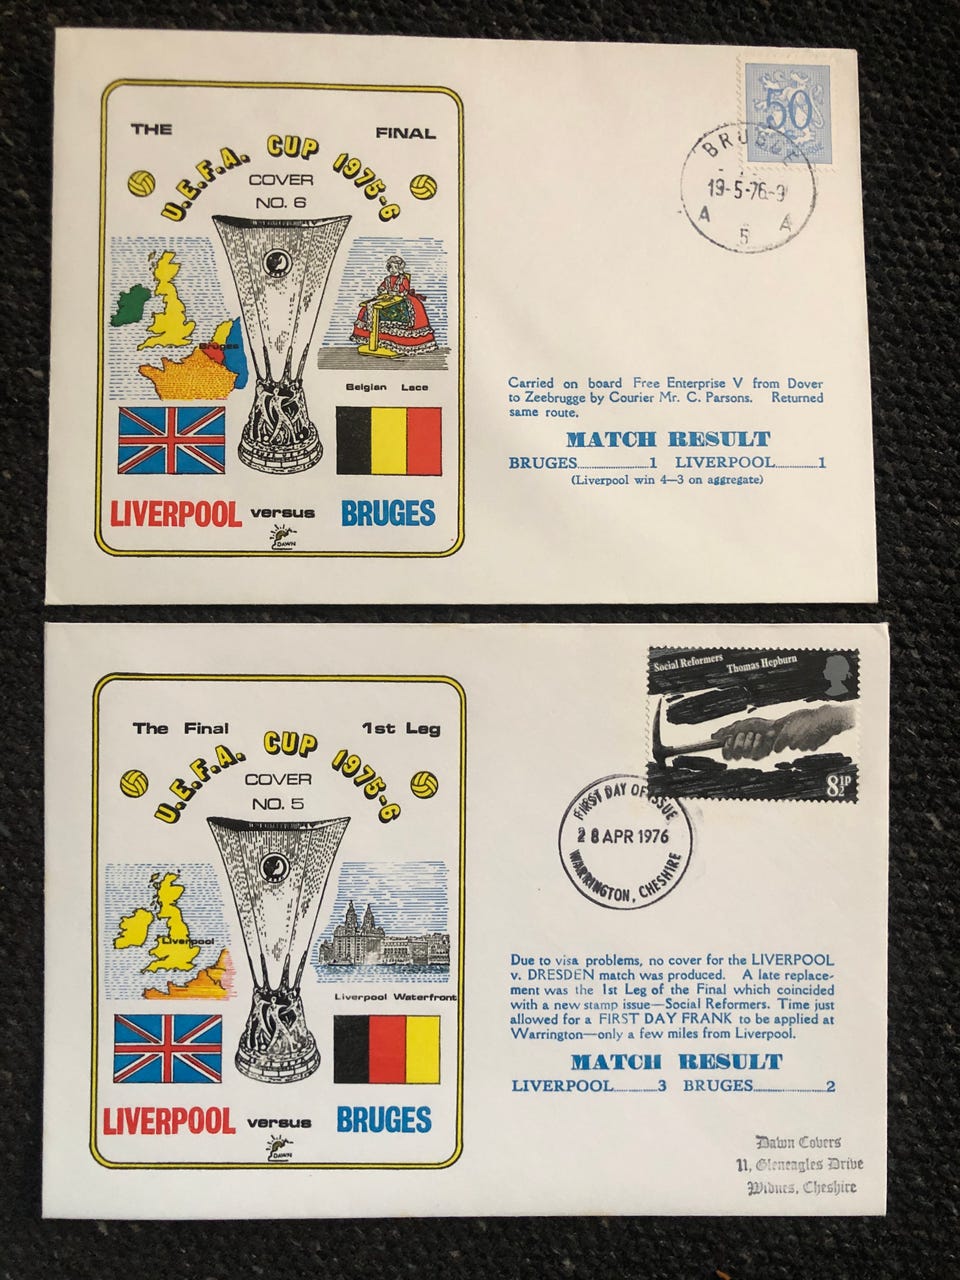 THE FINAL
U.E.F.A. CUP 1975-6
COVER
NO. 6
Bruges
Belgian Lace
LIVERPOOL versus BRUGES
DAWN
50
BRUGGE
19-5-76-9
A 5 A
Carried on board Free Enterprise V from Dover
to Zeebrugge by Courier Mr. C. Parsons. Returned
same route.
MATCH RESULT
BRUGES..........................1 LIVERPOOL..................1
(Liverpool win 4—3 on aggregate)
The Final 1st Leg
U.E.F.A. CUP 1975-6
COVER
NO. 5
Liverpool
Liverpool Waterfront
LIVERPOOL versus BRUGES
DAWN
Social Reformers Thomas Hepburn
8½P
FIRST DAY OF ISSUE
28 APR 1976
WARRINGTON, CHESHIRE
Due to visa problems, no cover for the LIVERPOOL
v. DRESDEN match was produced. A late replace-
ment was the 1st Leg of the Final which coincided
with a new stamp issue—Social Reformers. Time just
allowed for a FIRST DAY FRANK to be applied at
Warrington—only a few miles from Liverpool.
MATCH RESULT
LIVERPOOL...............3 BRUGES..........................2
Dawn Covers
11, Gleneagles Drive
Widnes, Cheshire